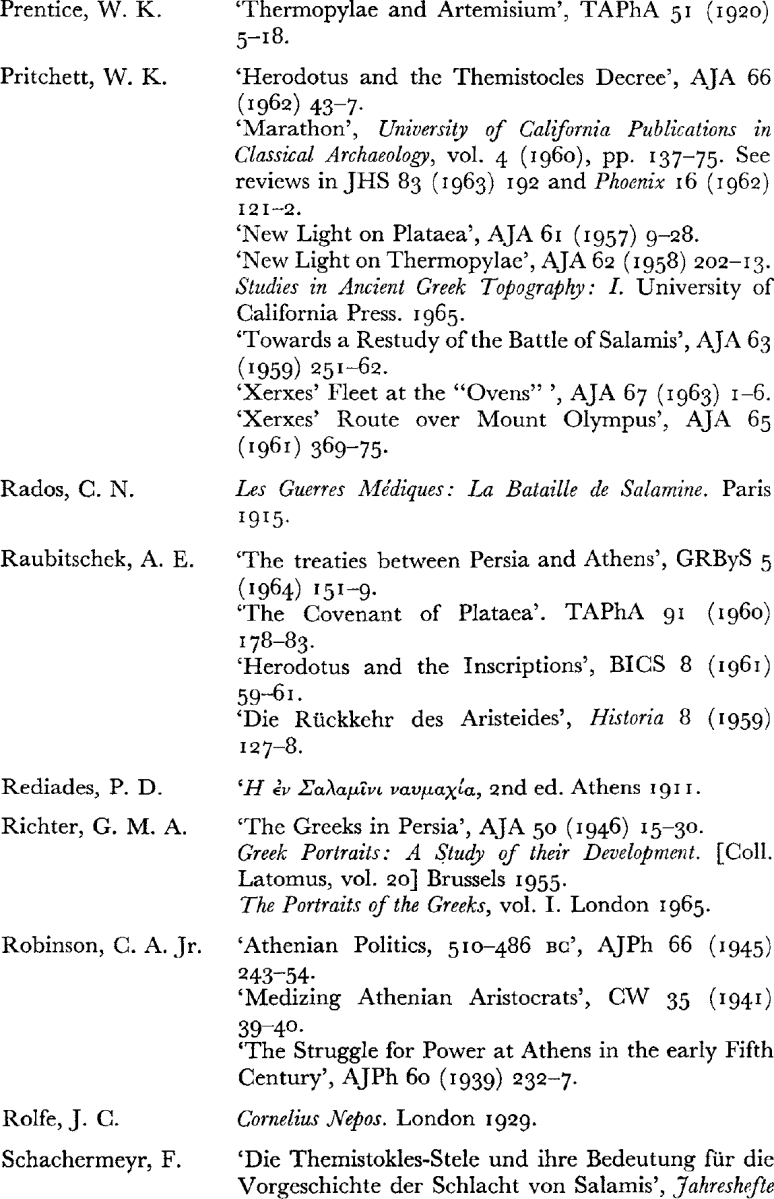 Prentice, W. K. ‘Thermopylae and Artemisium’, TAPhA 51 (1920)
5–18.
Pritchett, W. K. ‘Herodotus and the Themistocles Decree’, AJA 66
(1962) 43–7.
‘Marathon’, University of California Publications in
Classical Archaeology, vol. 4 (1960), pp. 137–75. See
reviews in JHS 83 (1963) 192 and Phoenix 16 (1962)
121–2.
‘New Light on Plataea’, AJA 61 (1957) 9–28.
‘New Light on Thermopylae’, AJA 62 (1958) 202–13.
Studies in Ancient Greek Topography: I. University of
California Press. 1965.
‘Towards a Restudy of the Battle of Salamis’, AJA 63
(1959) 251–62.
‘Xerxes’ Fleet at the “Ovens” ’, AJA 67 (1963) 1–6.
‘Xerxes’ Route over Mount Olympus’, AJA 65
(1961) 369–75.
Rados, C. N. Les Guerres Médiques: La Bataille de Salamine. Paris
1915.
Raubitschek, A. E. ‘The treaties between Persia and Athens’, GRByS 5
(1964) 151–9.
‘The Covenant of Plataea’. TAPhA 91 (1960)
178–83.
‘Herodotus and the Inscriptions’, BICS 8 (1961)
59–61.
‘Die Rückkehr des Aristeides’, Historia 8 (1959)
127–8.
Rediades, P. D. ‘Η ἐν Σαλαμῖνι ναυμαχία, 2nd ed. Athens 1911.
Richter, G. M. A. ‘The Greeks in Persia’, AJA 50 (1946) 15–30.
Greek Portraits: A Study of their Development. [Coll.
Latomus, vol. 20] Brussels 1955.
The Portraits of the Greeks, vol. I. London 1965.
Robinson, C. A. Jr. ‘Athenian Politics, 510–486 BC’, AJPh 66 (1945)
243–54.
‘Medizing Athenian Aristocrats’, CW 35 (1941)
39–40.
‘The Struggle for Power at Athens in the early Fifth
Century’, AJPh 60 (1939) 232–7.
Rolfe, J. C. Cornelius Nepos. London 1929.
Schachermeyr, F. ‘Die Themistokles-Stele und ihre Bedeutung für die
Vorgeschichte der Schlacht von Salamis’, Jahreshefte